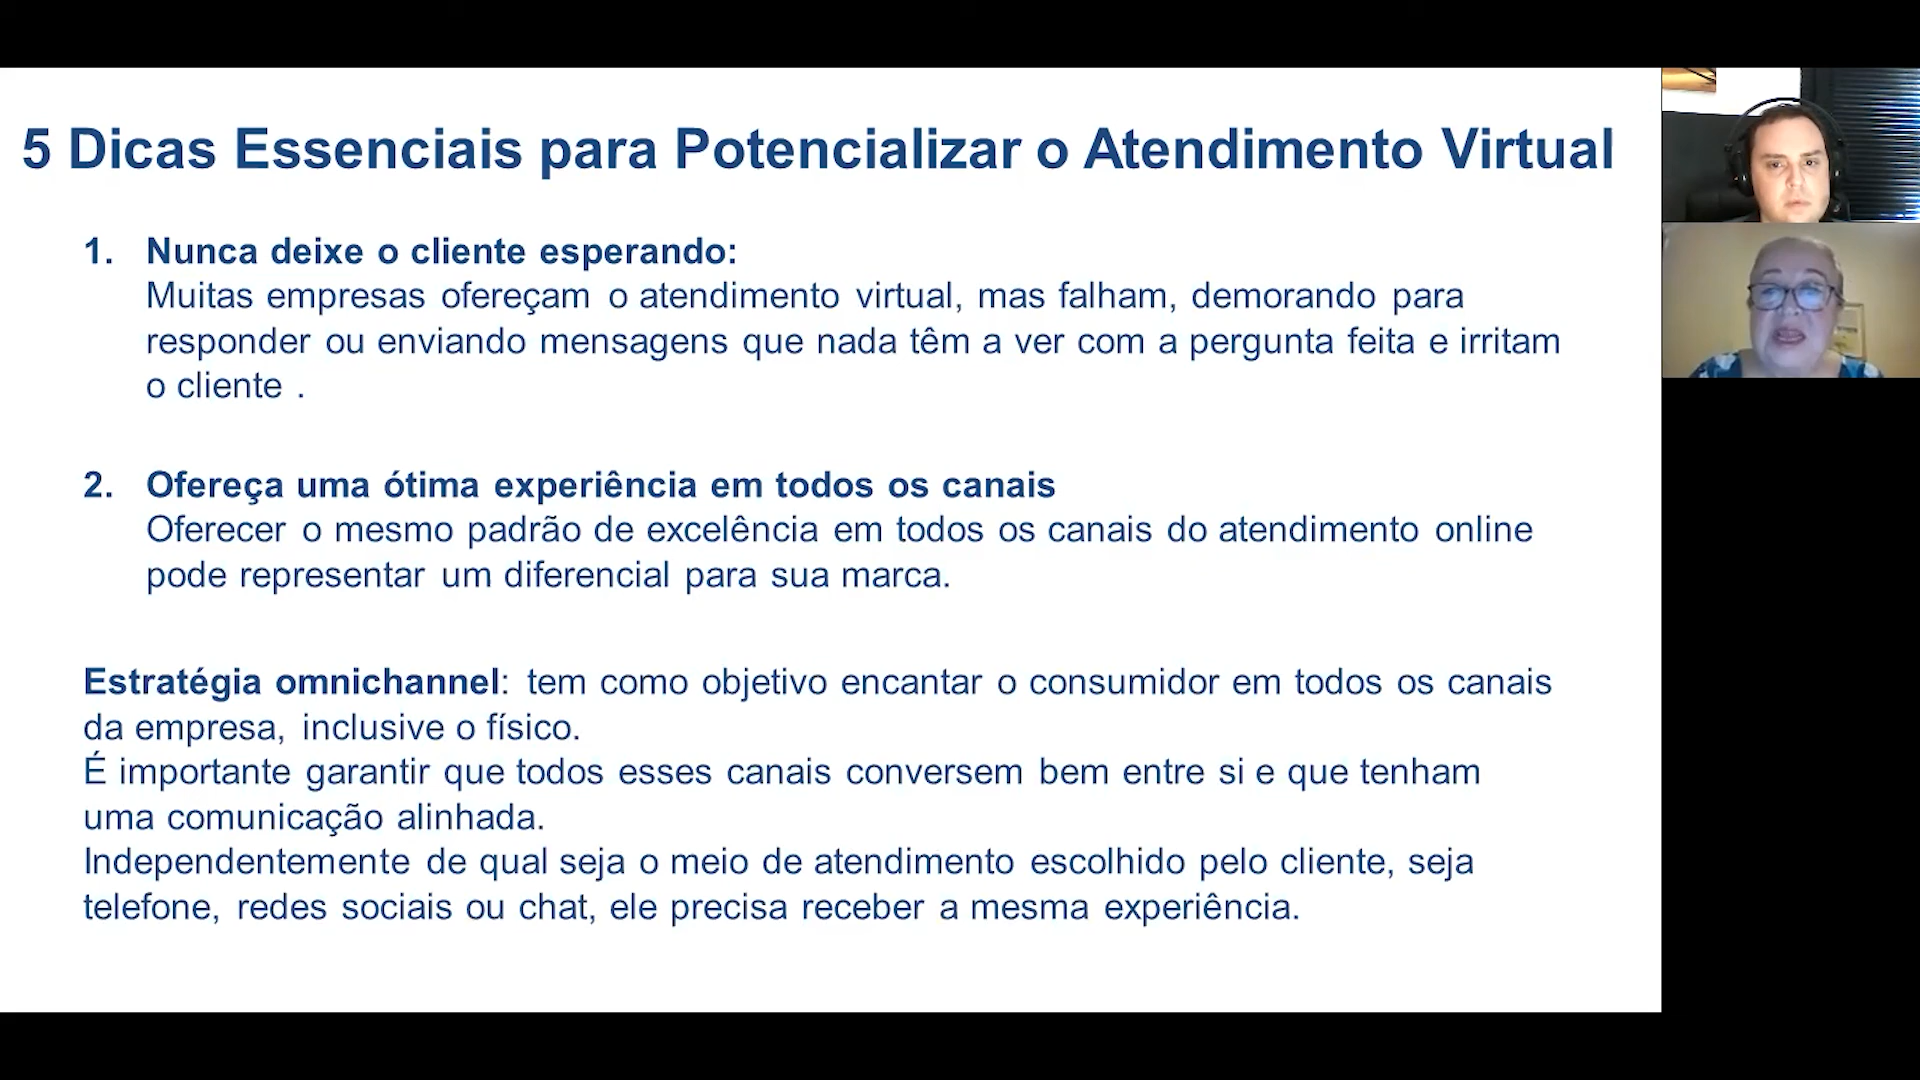 5 Dicas Essenciais para Potencializar o Atendimento Virtual
1. Nunca deixe o cliente esperando:
Muitas empresas ofereçam o atendimento virtual, mas falham, demorando para
responder ou enviando mensagens que nada têm a ver com a pergunta feita e irritam
o cliente .
2. Ofereça uma ótima experiência em todos os canais
Oferecer o mesmo padrão de excelência em todos os canais do atendimento online
pode representar um diferencial para sua marca.
Estratégia omnichannel: tem como objetivo encantar o consumidor em todos os canais
da empresa, inclusive o físico.
É importante garantir que todos esses canais conversem bem entre si e que tenham
uma comunicação alinhada.
Independentemente de qual seja o meio de atendimento escolhido pelo cliente, seja
telefone, redes sociais ou chat, ele precisa receber a mesma experiência.